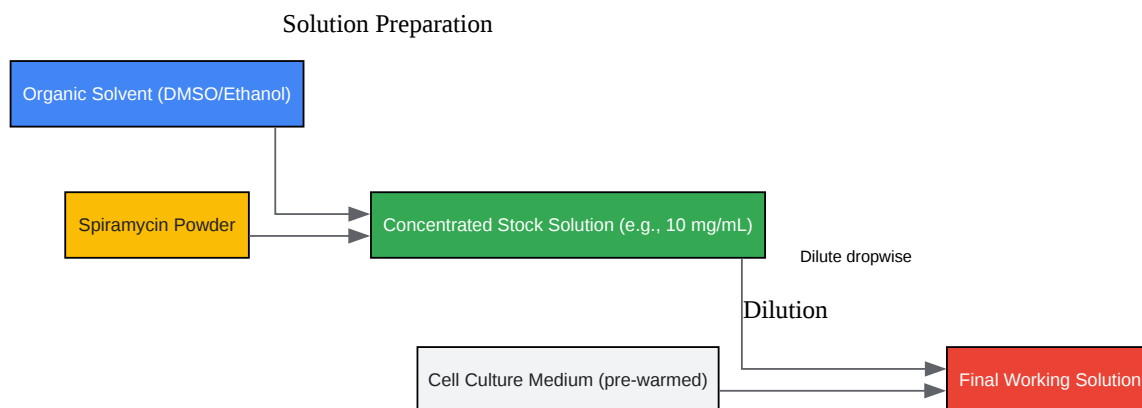 Solution Preparation
Organic Solvent (DMSO/Ethanol)
Spiramycin Powder
Concentrated Stock Solution (e.g., 10 mg/mL)
Dilute dropwise
Dilution
Cell Culture Medium (pre-warmed)
Final Working Solution